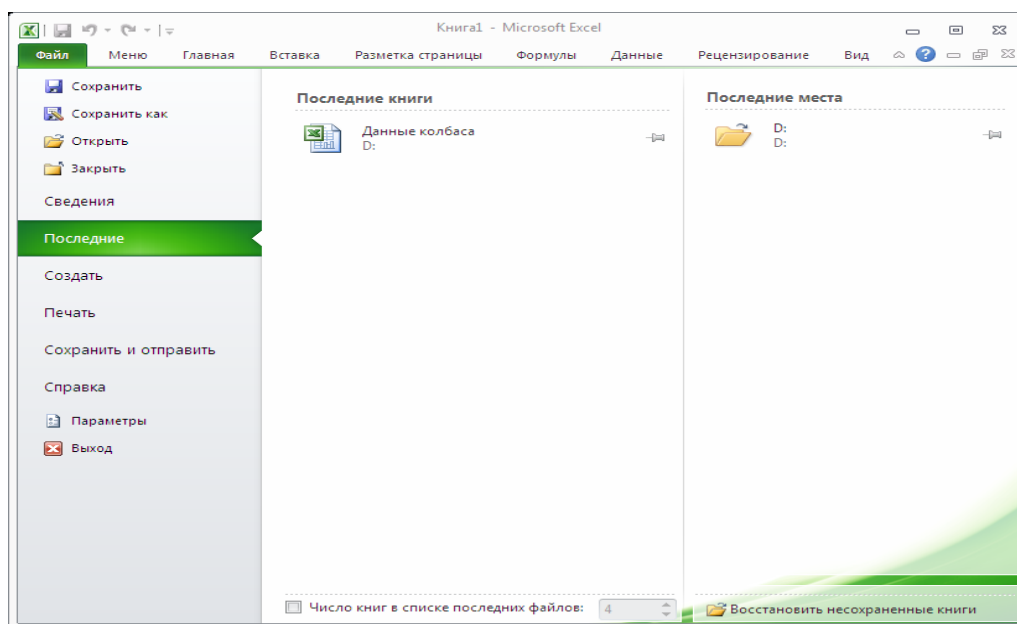 Книга1 - Microsoft Excel
Файл Меню Главная Вставка Разметка страницы Формулы Данные Рецензирование Вид
Сохранить
Сохранить как
Открыть
Закрыть
Сведения
Последние
Создать
Печать
Сохранить и отправить
Справка
Параметры
Выход
Последние книги
Данные колбаса
D:
Число книг в списке последних файлов: 4
Последние места
D:
D:
Восстановить несохраненные книги